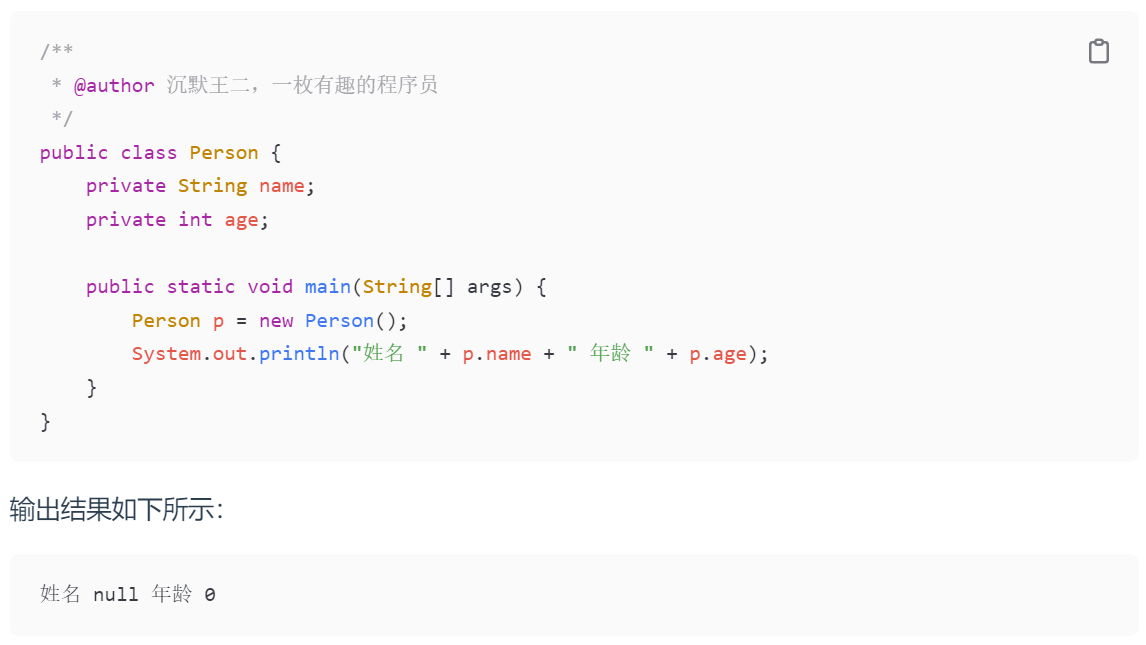 /**
 * @author 沉默王二，一枚有趣的程序员
 */
public class Person {
    private String name;
    private int age;

    public static void main(String[] args) {
        Person p = new Person();
        System.out.println("姓名 " + p.name + " 年龄 " + p.age);
    }
}
输出结果如下所示：
姓名 null 年龄 0